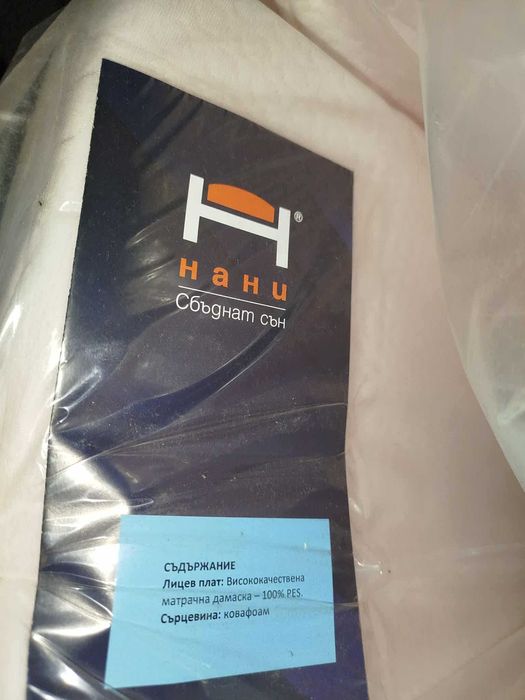 ®
нани
Сбъднат сън
СЪДЪРЖАНИЕ
Лицев плат: Висококачествена
матрачна дамаска – 100% PES.
Сърцевина: ковафоам